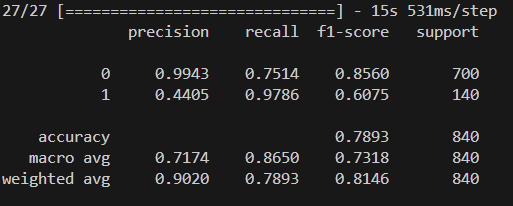 27/27 [==============================] - 15s 531ms/step
precision recall f1-score support
0 0.9943 0.7514 0.8560 700
1 0.4405 0.9786 0.6075 140
accuracy 0.7893 840
macro avg 0.7174 0.8650 0.7318 840
weighted avg 0.9020 0.7893 0.8146 840